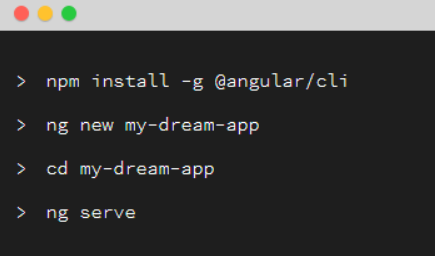 > npm install -g @angular/cli
> ng new my-dream-app
> cd my-dream-app
> ng serve